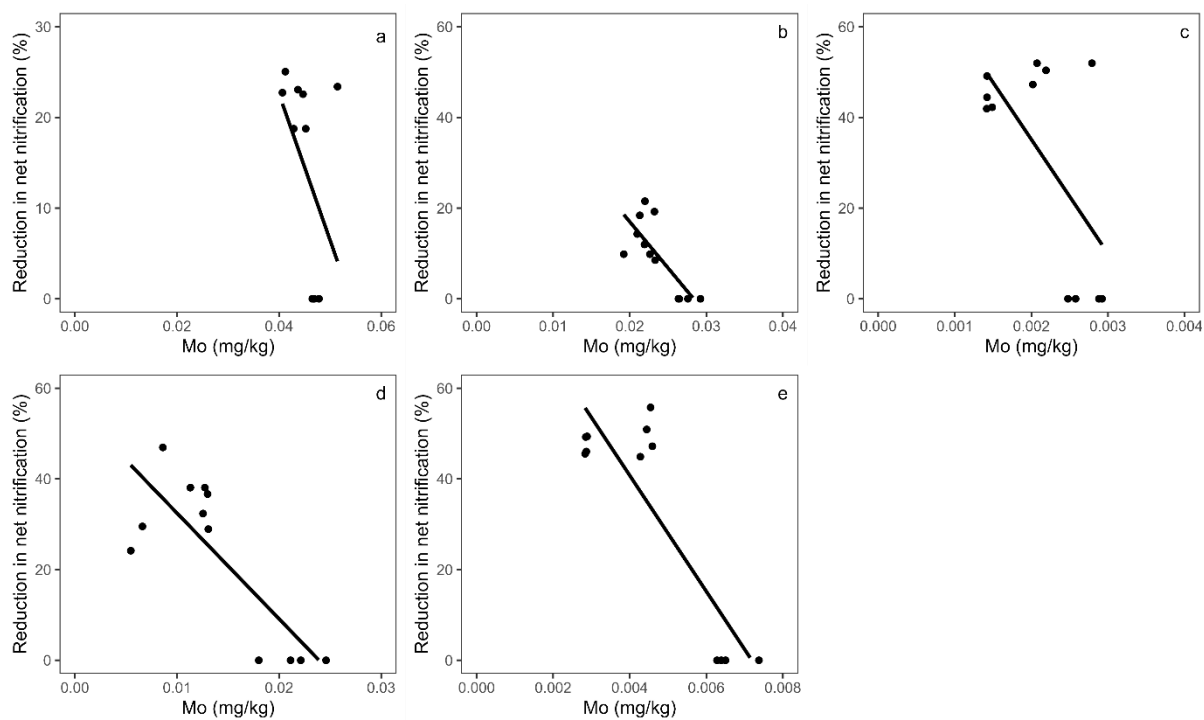 a
Reduction in net nitrification (%)
30
20
10
0
0.00 0.02 0.04 0.06
Mo (mg/kg)
b
Reduction in net nitrification (%)
60
40
20
0
0.00 0.01 0.02 0.03 0.04
Mo (mg/kg)
c
Reduction in net nitrification (%)
60
40
20
0
0.000 0.001 0.002 0.003 0.004
Mo (mg/kg)
d
Reduction in net nitrification (%)
60
40
20
0
0.00 0.01 0.02 0.03
Mo (mg/kg)
e
Reduction in net nitrification (%)
60
40
20
0
0.000 0.002 0.004 0.006 0.008
Mo (mg/kg)